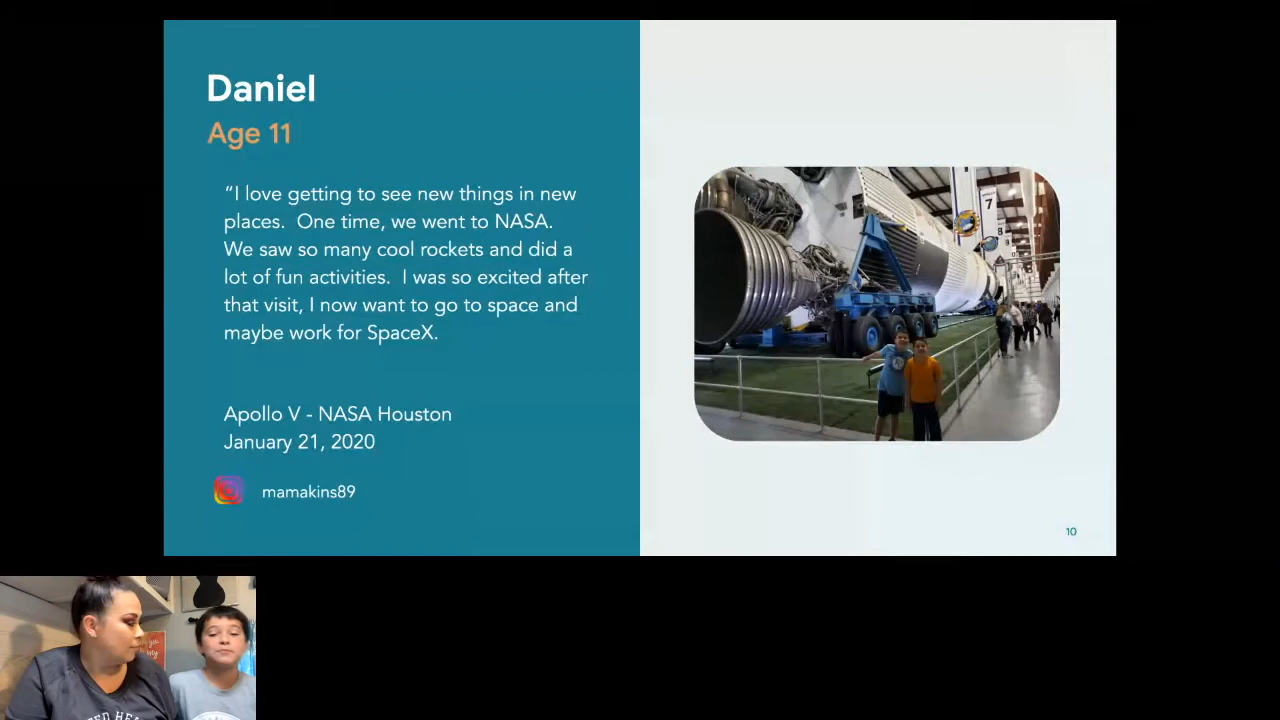 Daniel
Age 11
“I love getting to see new things in new
places.  One time, we went to NASA.
We saw so many cool rockets and did a
lot of fun activities.  I was so excited after
that visit, I now want to go to space and
maybe work for SpaceX.
Apollo V - NASA Houston
January 21, 2020
mamakins89
7
8
10